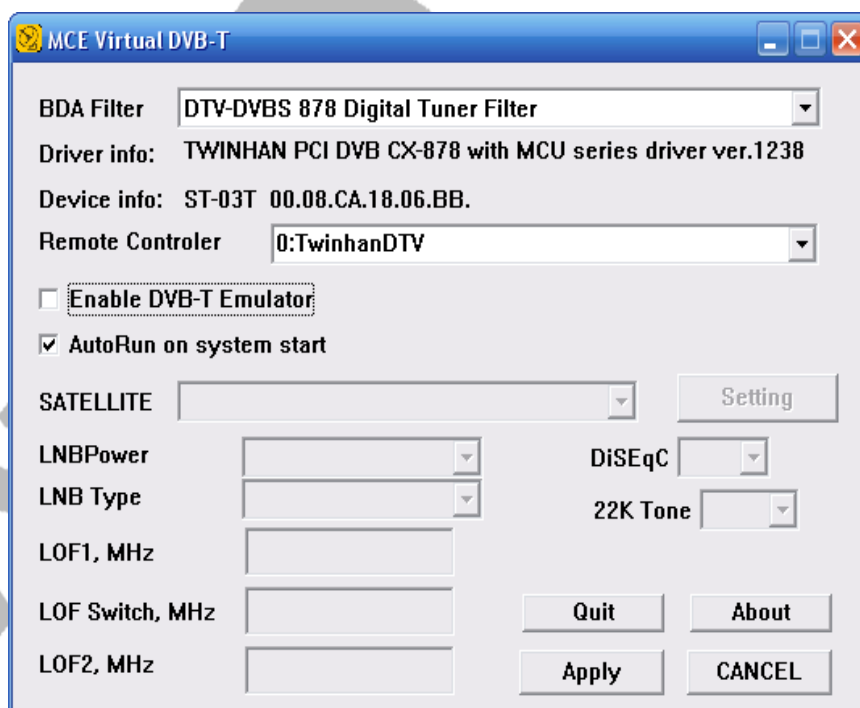 MCE Virtual DVB-T
BDA Filter DTV-DVBS 878 Digital Tuner Filter
Driver info: TWINHAN PCI DVB CX-878 with MCU series driver ver.1238
Device info: ST-03T 00.08.CA.18.06.BB.
Remote Controler 0:TwinhanDTV
Enable DVB-T Emulator
AutoRun on system start
SATELLITE Setting
LNBPower DiSEqC
LNB Type 22K Tone
LOF1, MHz
LOF Switch, MHz Quit About
LOF2, MHz Apply CANCEL